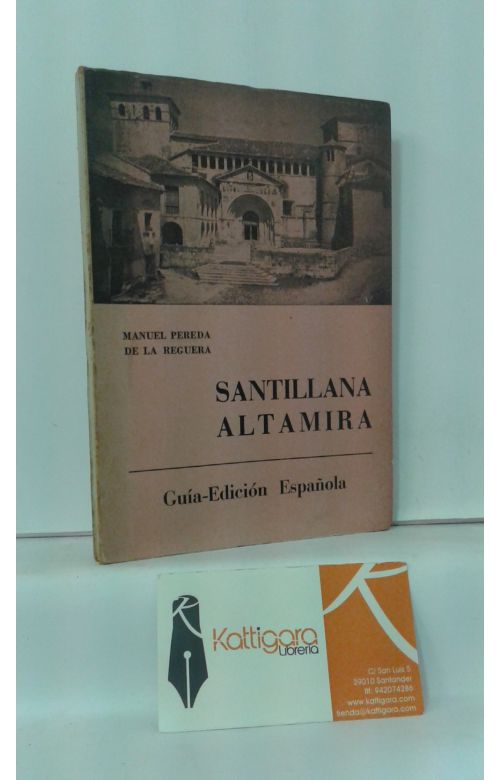 MANUEL PEREDA
DE LA REGUERA
SANTILLANA
ALTAMIRA
Guía-Edición Española
Kattigara
Librería
C/ San Luis 5
39010 Santander
tlf: 942074286
www.kattigara.com
tienda@kattigara.com